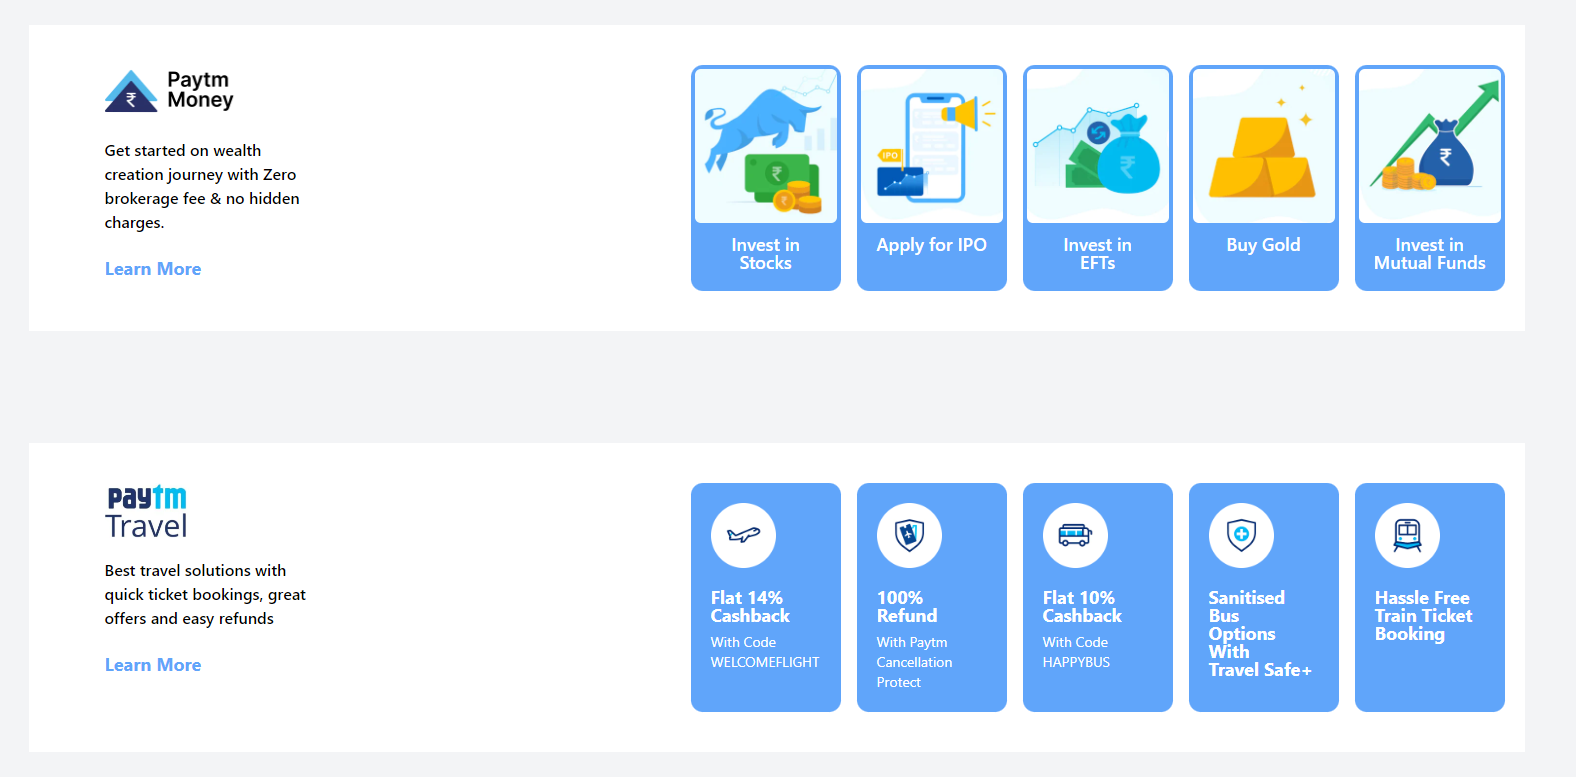 Paytm
Money
Get started on wealth
creation journey with Zero
brokerage fee & no hidden
charges.
Learn More
IPO
Invest in
Stocks
Apply for IPO
Invest in
EFTs
Buy Gold
Invest in
Mutual Funds
paytm
Travel
Best travel solutions with
quick ticket bookings, great
offers and easy refunds
Learn More
Flat 14%
Cashback
With Code
WELCOMEFLIGHT
100%
Refund
With Paytm
Cancellation
Protect
Flat 10%
Cashback
With Code
HAPPYBUS
Sanitised
Bus
Options
With
Travel Safe+
Hassle Free
Train Ticket
Booking